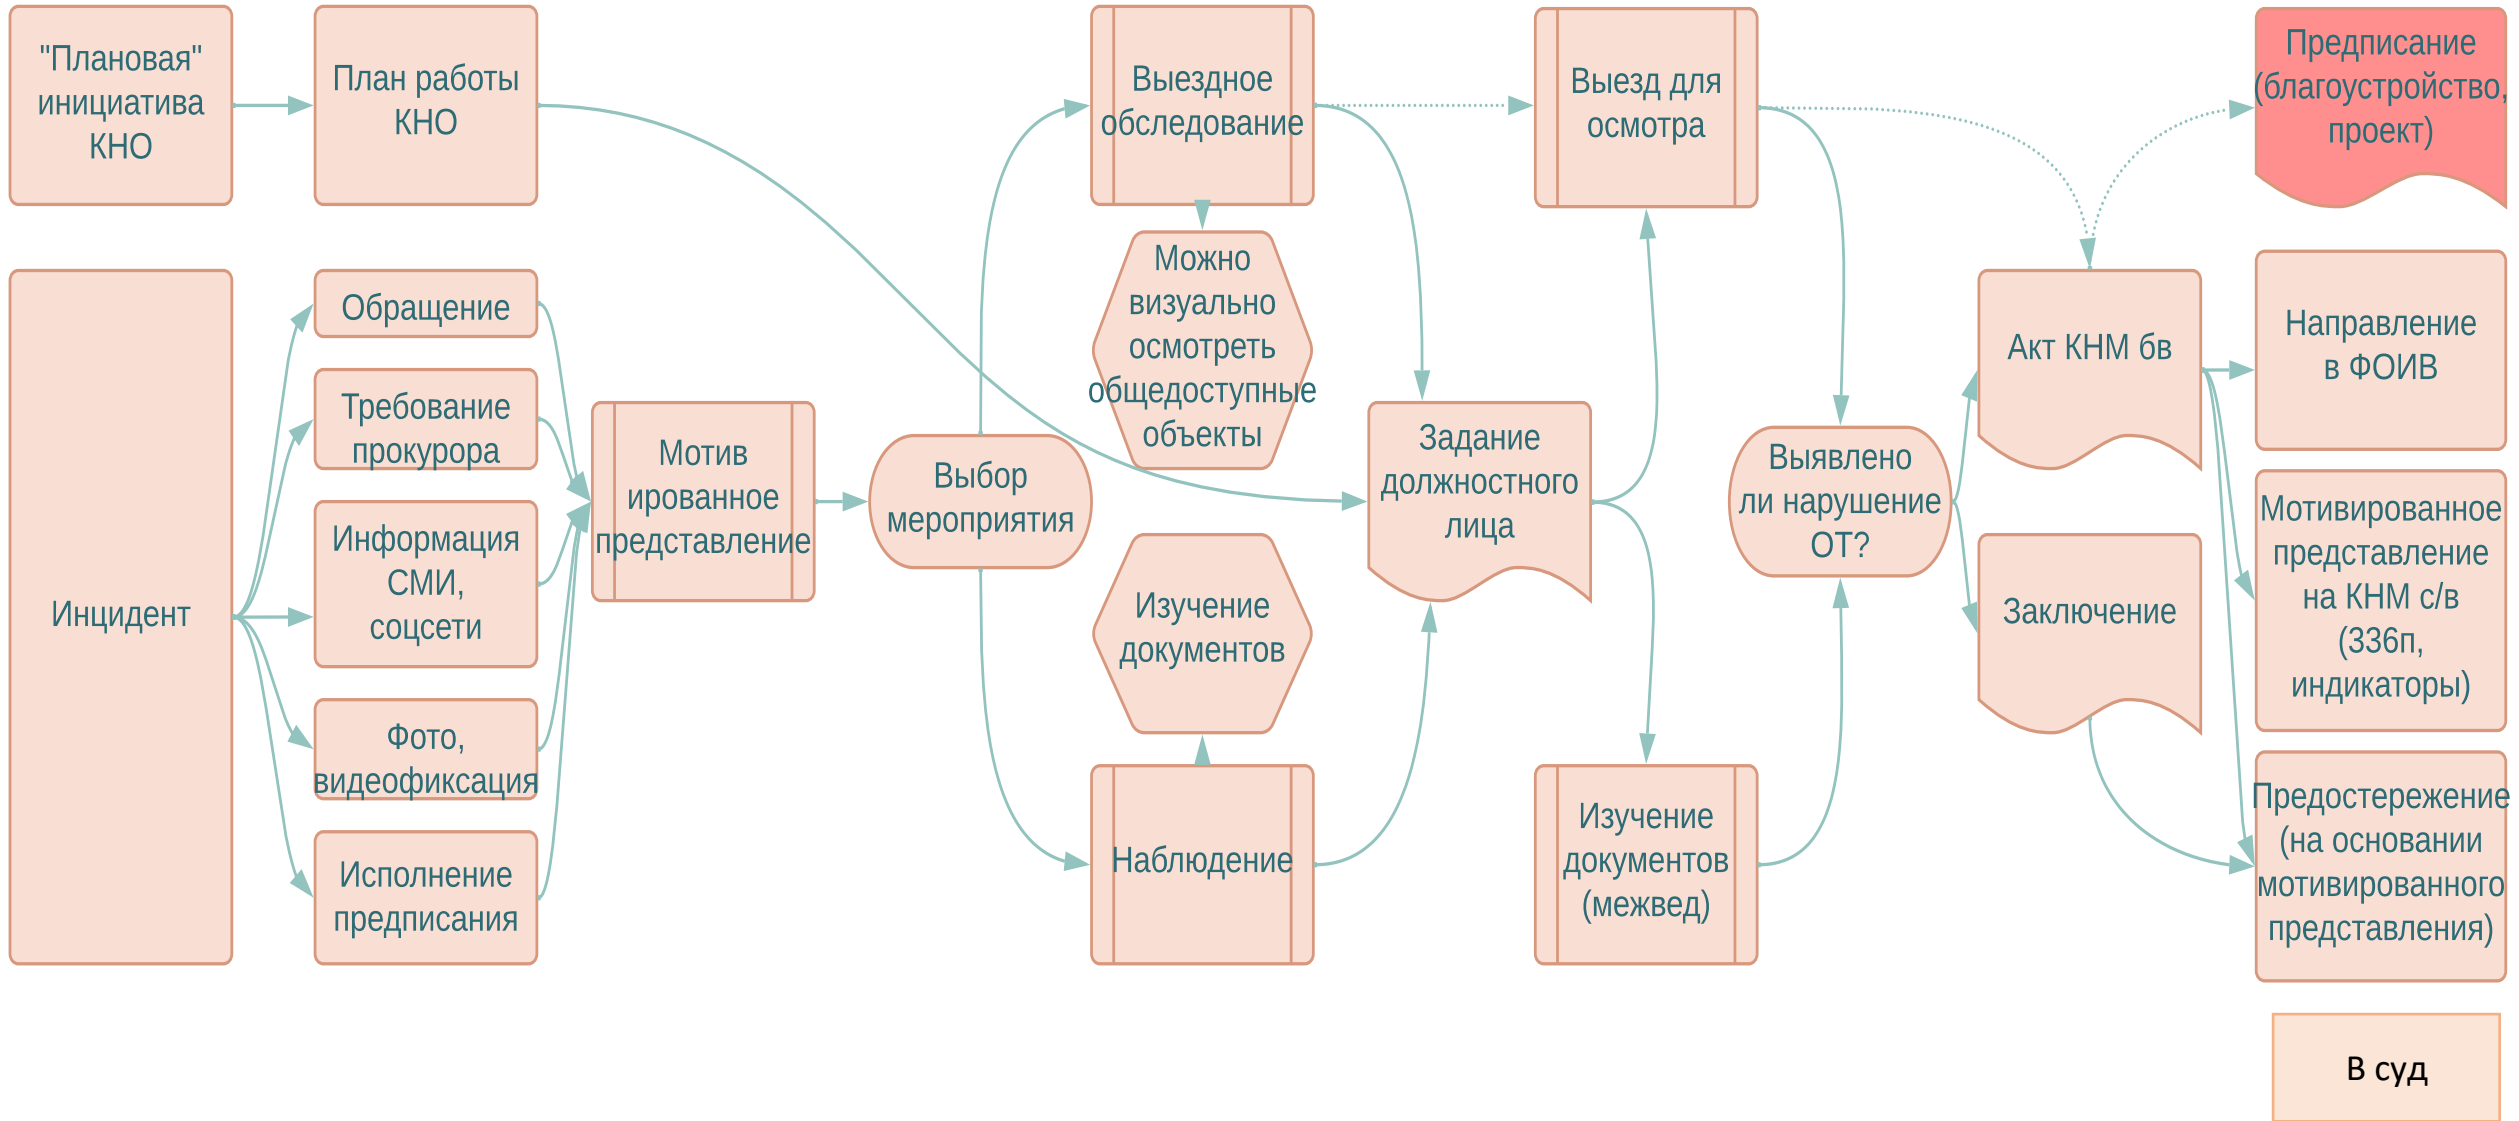 "Плановая"
инициатива
КНО
План работы
КНО
Инцидент
Обращение
Требование
прокурора
Информация
СМИ,
соцсети
Фото,
видеофиксация
Исполнение
предписания
Мотив
ированное
представление
Выбор
мероприятия
Выездное
обследование
Можно
визуально
осмотреть
общедоступные
объекты
Изучение
документов
Наблюдение
Задание
должностного
лица
Выезд для
осмотра
Изучение
документов
(межвед)
Выявлено
ли нарушение
ОТ?
Акт КНМ бв
Заключение
Предписание
(благоустройство,
проект)
Направление
в ФОИВ
Мотивированное
представление
на КНМ с/в
(336п,
индикаторы)
Предостережение
(на основании
мотивированного
представления)
В суд